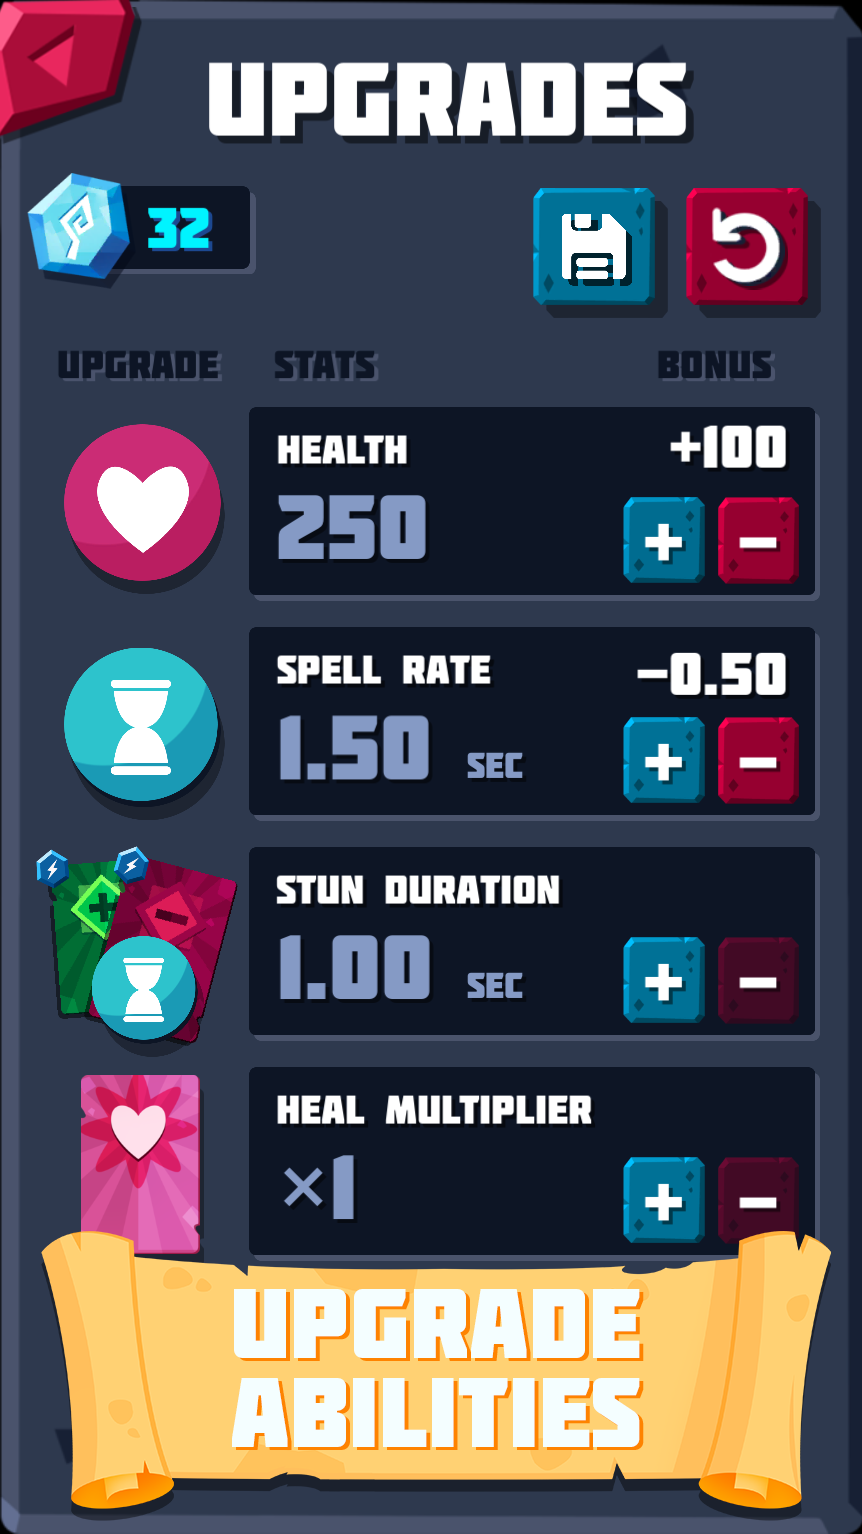 UPGRADES
32
UPGRADE STATS BONUS
HEALTH +100
250
+ −
SPELL RATE −0.50
1.50 SEC
+ −
STUN DURATION
1.00 SEC
+ −
HEAL MULTIPLIER
×1
+ −
UPGRADE
ABILITIES